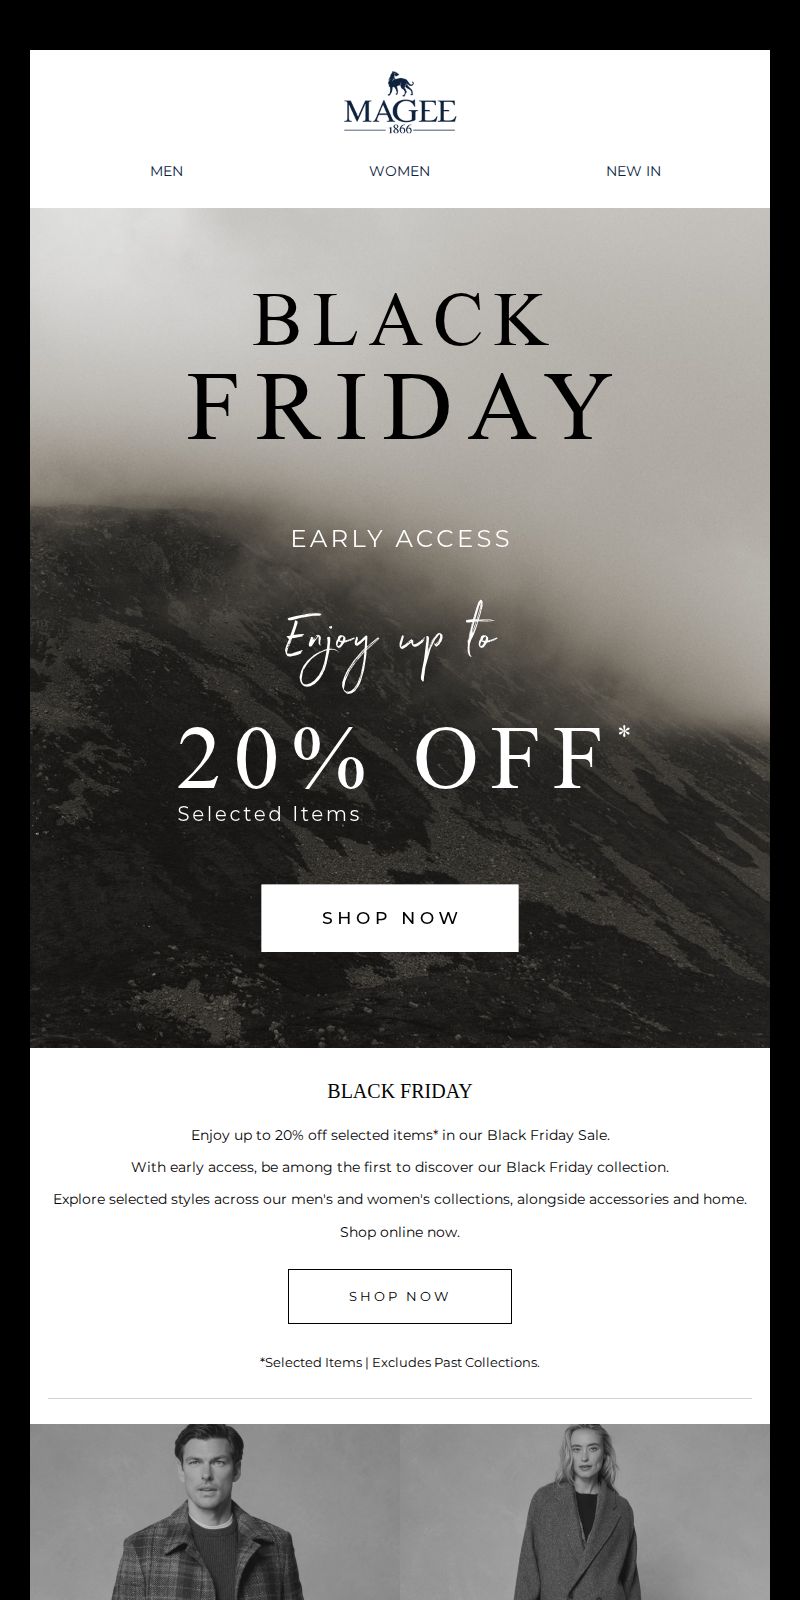 MAGEE
1866
MEN WOMEN NEW IN
BLACK
FRIDAY
EARLY ACCESS
Enjoy up to
20% OFF*
Selected Items
SHOP NOW
BLACK FRIDAY
Enjoy up to 20% off selected items* in our Black Friday Sale.
With early access, be among the first to discover our Black Friday collection.
Explore selected styles across our men's and women's collections, alongside accessories and home.
Shop online now.
SHOP NOW
*Selected Items | Excludes Past Collections.